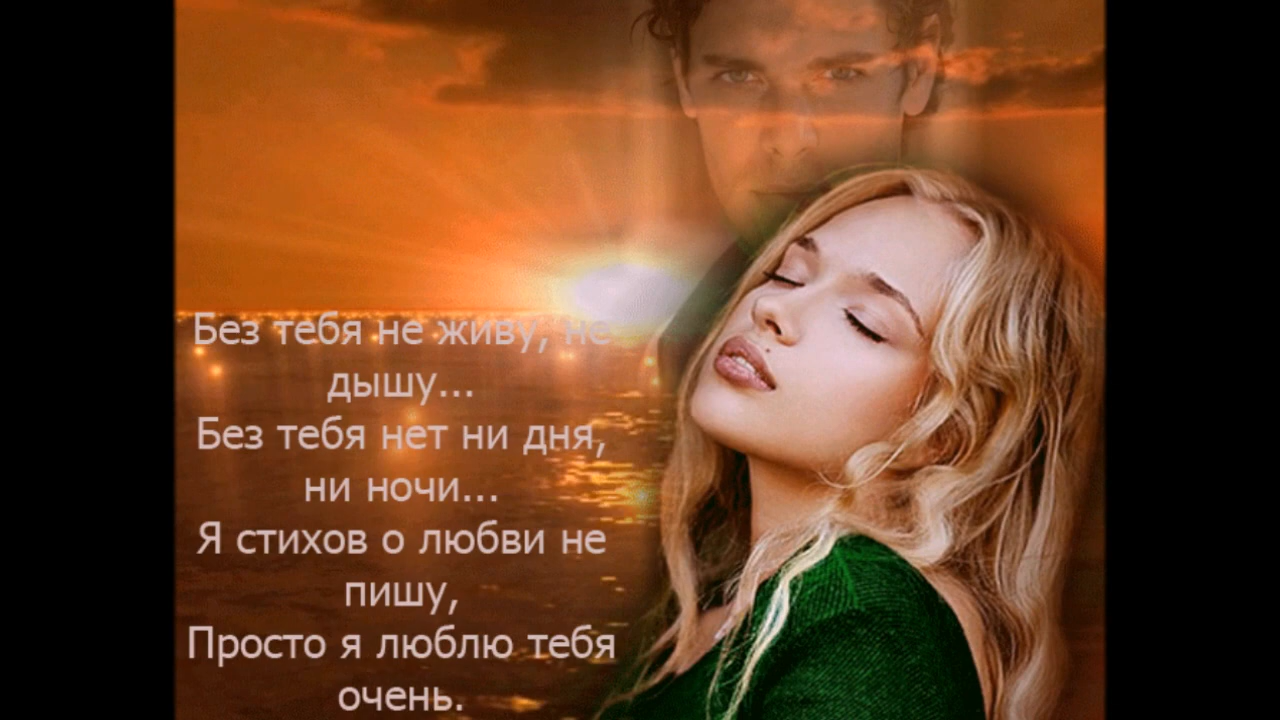 Без тебя не живу, не
дышу...
Без тебя нет ни дня,
ни ночи...
Я стихов о любви не
пишу,
Просто я люблю тебя
очень.